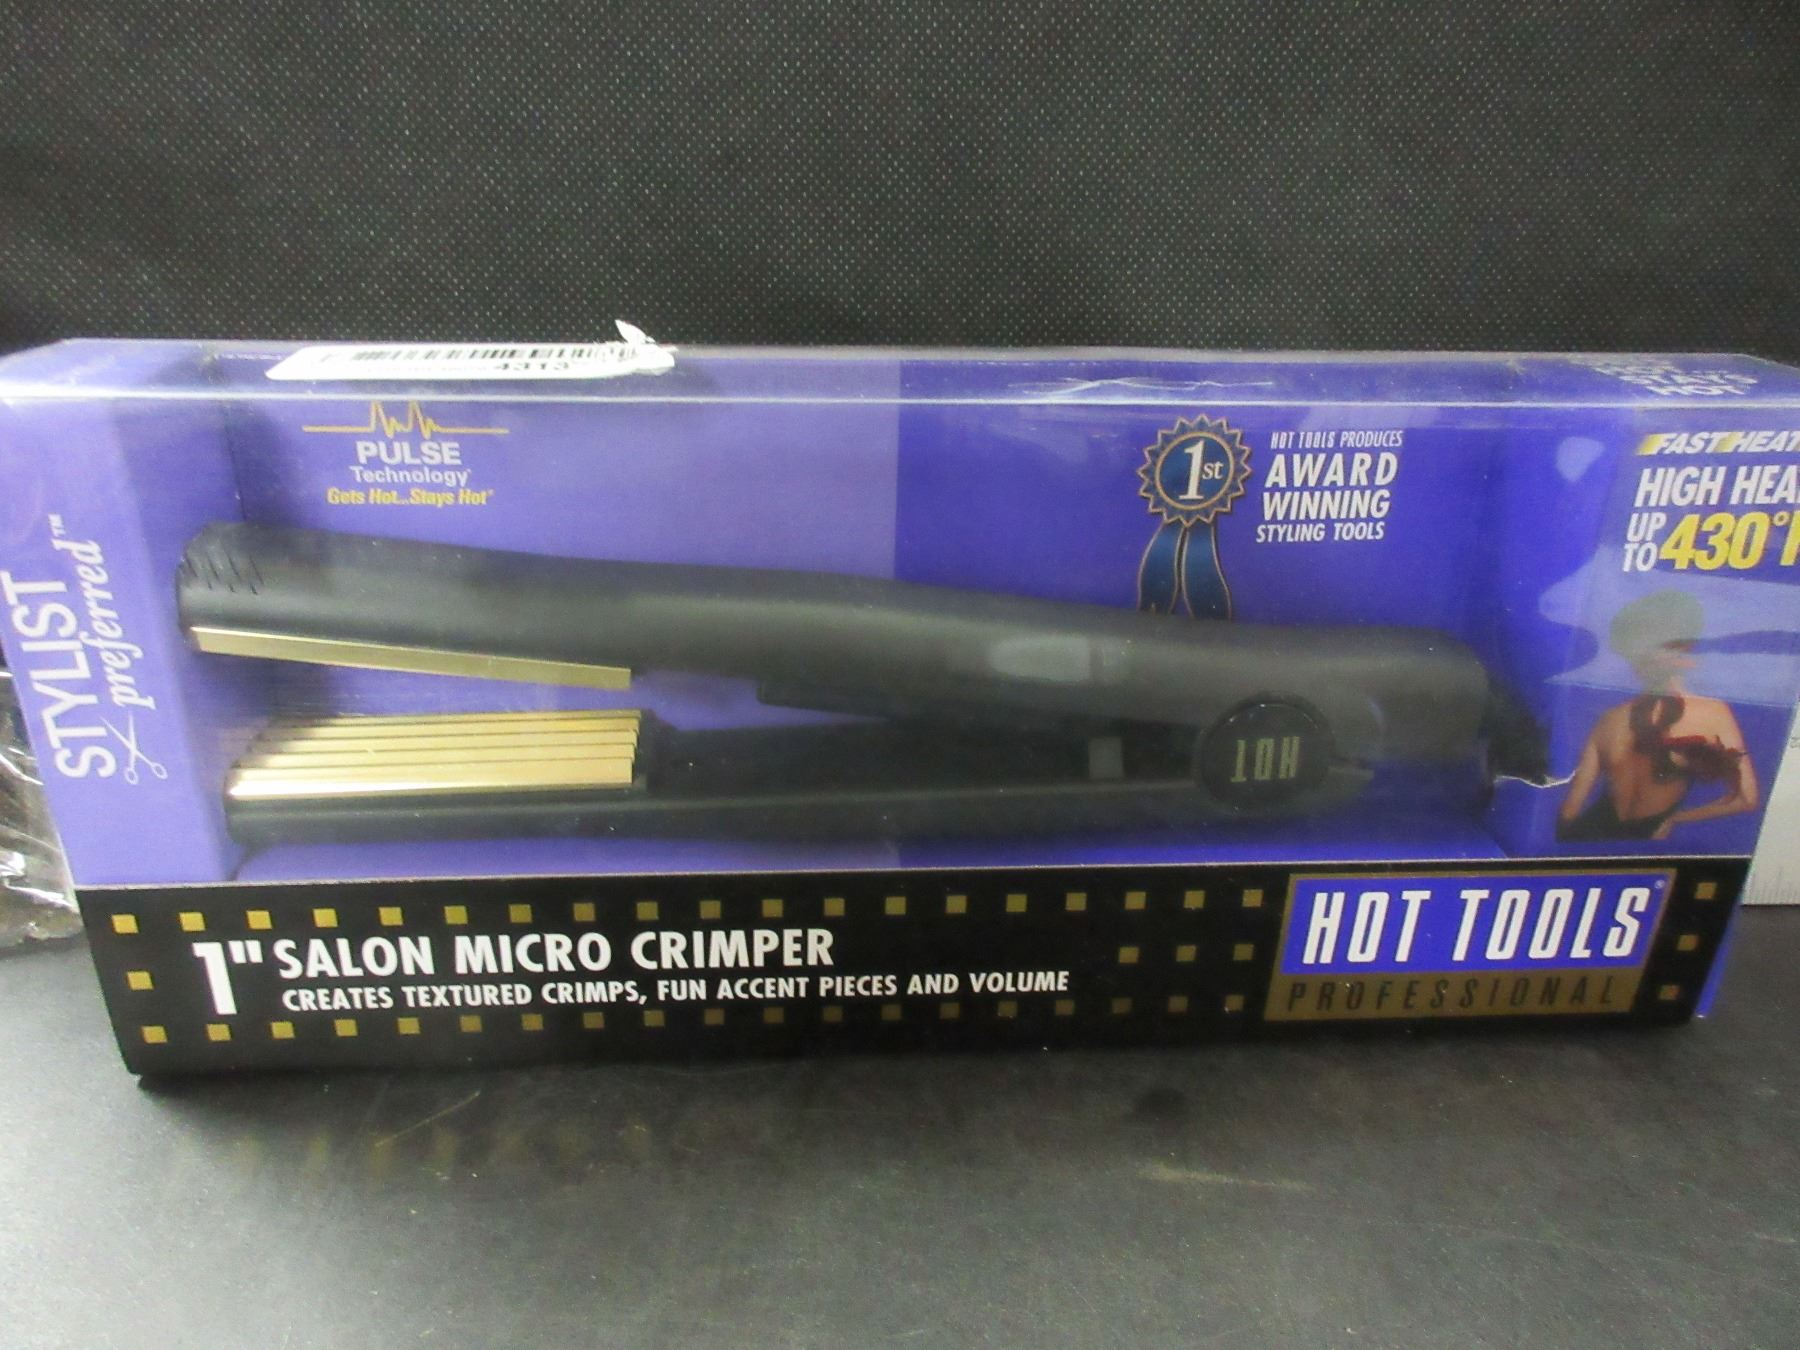 4313
PULSE
Technology
Gets Hot...Stays Hot
STYLIST
preferred™
1st
HOT TOOLS PRODUCES
AWARD
WINNING
STYLING TOOLS
FAST HEAT
HIGH HEA
UP
TO 430°F
HOT
1" SALON MICRO CRIMPER
CREATES TEXTURED CRIMPS, FUN ACCENT PIECES AND VOLUME
HOT TOOLS®
PROFESSIONAL